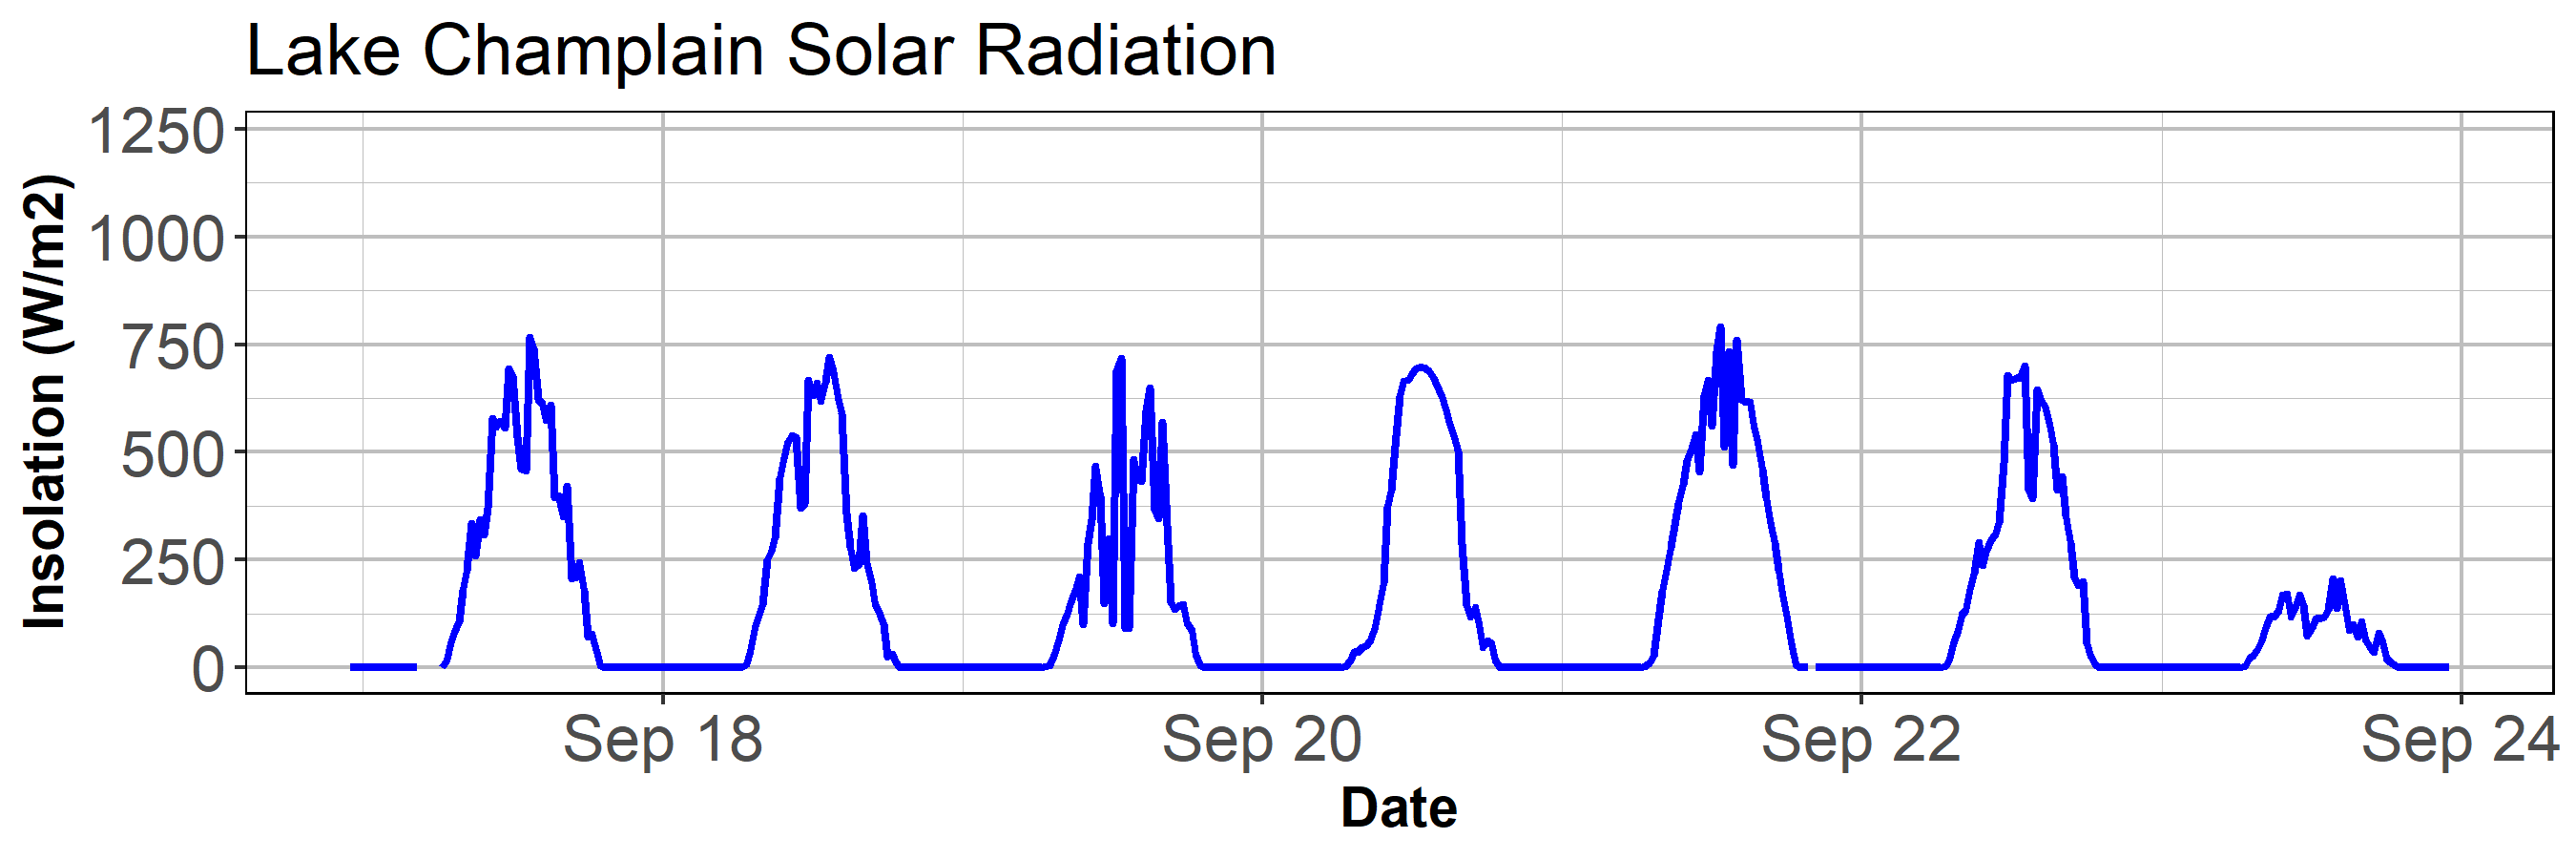 Lake Champlain Solar Radiation
1250
1000
750
500
250
0
Insolation (W/m2)
Sep 18 Sep 20 Sep 22 Sep 24
Date